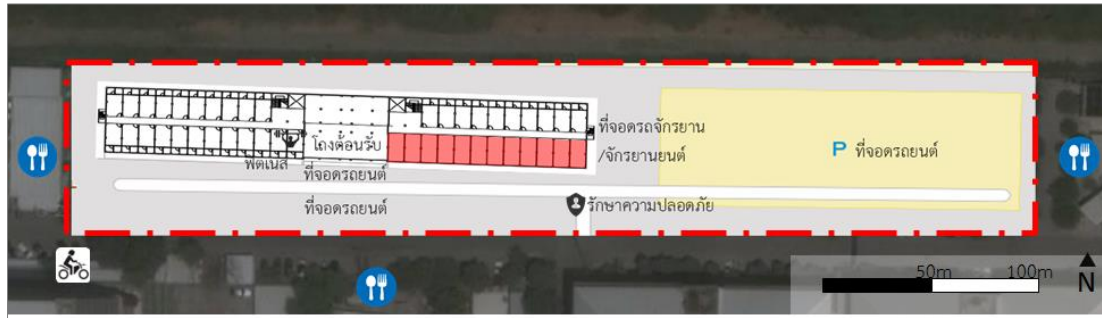 ที่จอดรถจักรยาน
/จักรยานยนต์
โถงต้อนรับ
ฟิตเนส
ที่จอดรถยนต์
P ที่จอดรถยนต์
ที่จอดรถยนต์
รักษาความปลอดภัย
50m 100m
N